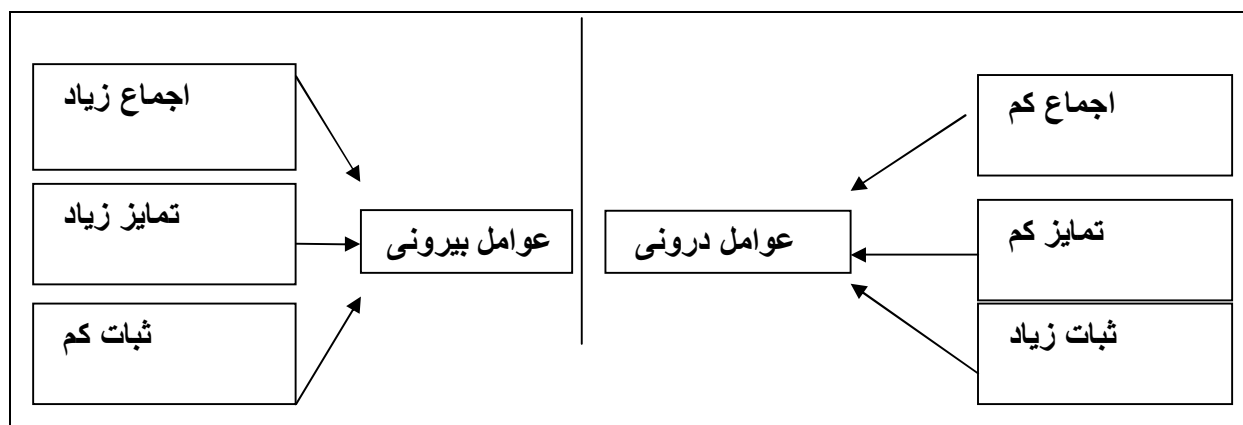 اجماع کم
تمایز کم
ثبات زیاد
عوامل درونی
عوامل بیرونی
اجماع زیاد
تمایز زیاد
ثبات کم